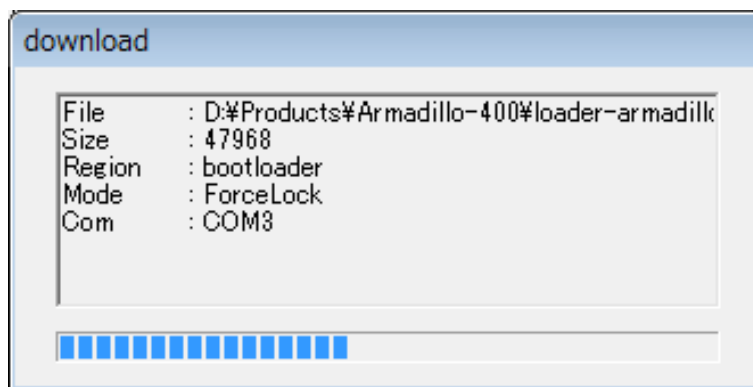 download
File : D:¥Products¥Armadillo-400¥loader-armadillo
Size : 47968
Region : bootloader
Mode : ForceLock
Com : COM3